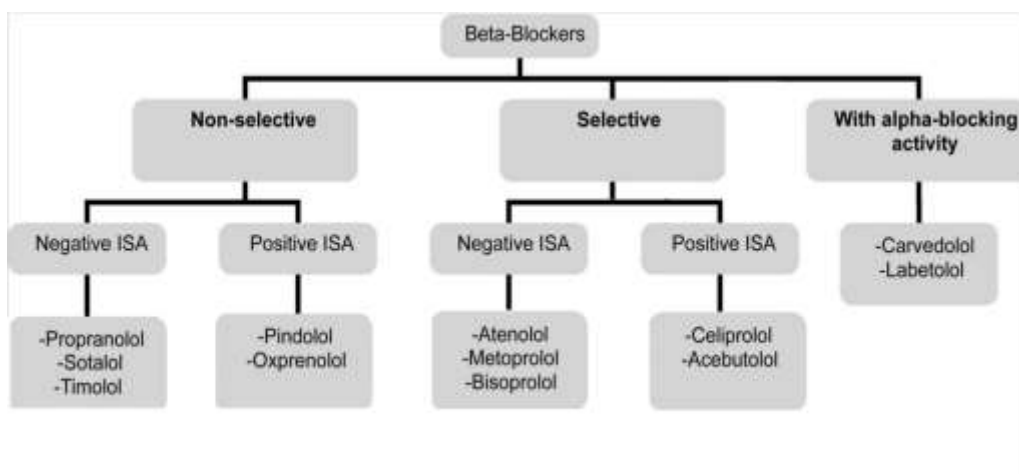 Beta-Blockers
Non-selective
Selective
With alpha-blocking
activity
Negative ISA
Positive ISA
Negative ISA
Positive ISA
-Carvedolol
-Labetolol
-Propranolol
-Sotalol
-Timolol
-Pindolol
-Oxprenolol
-Atenolol
-Metoprolol
-Bisoprolol
-Celiprolol
-Acebutolol